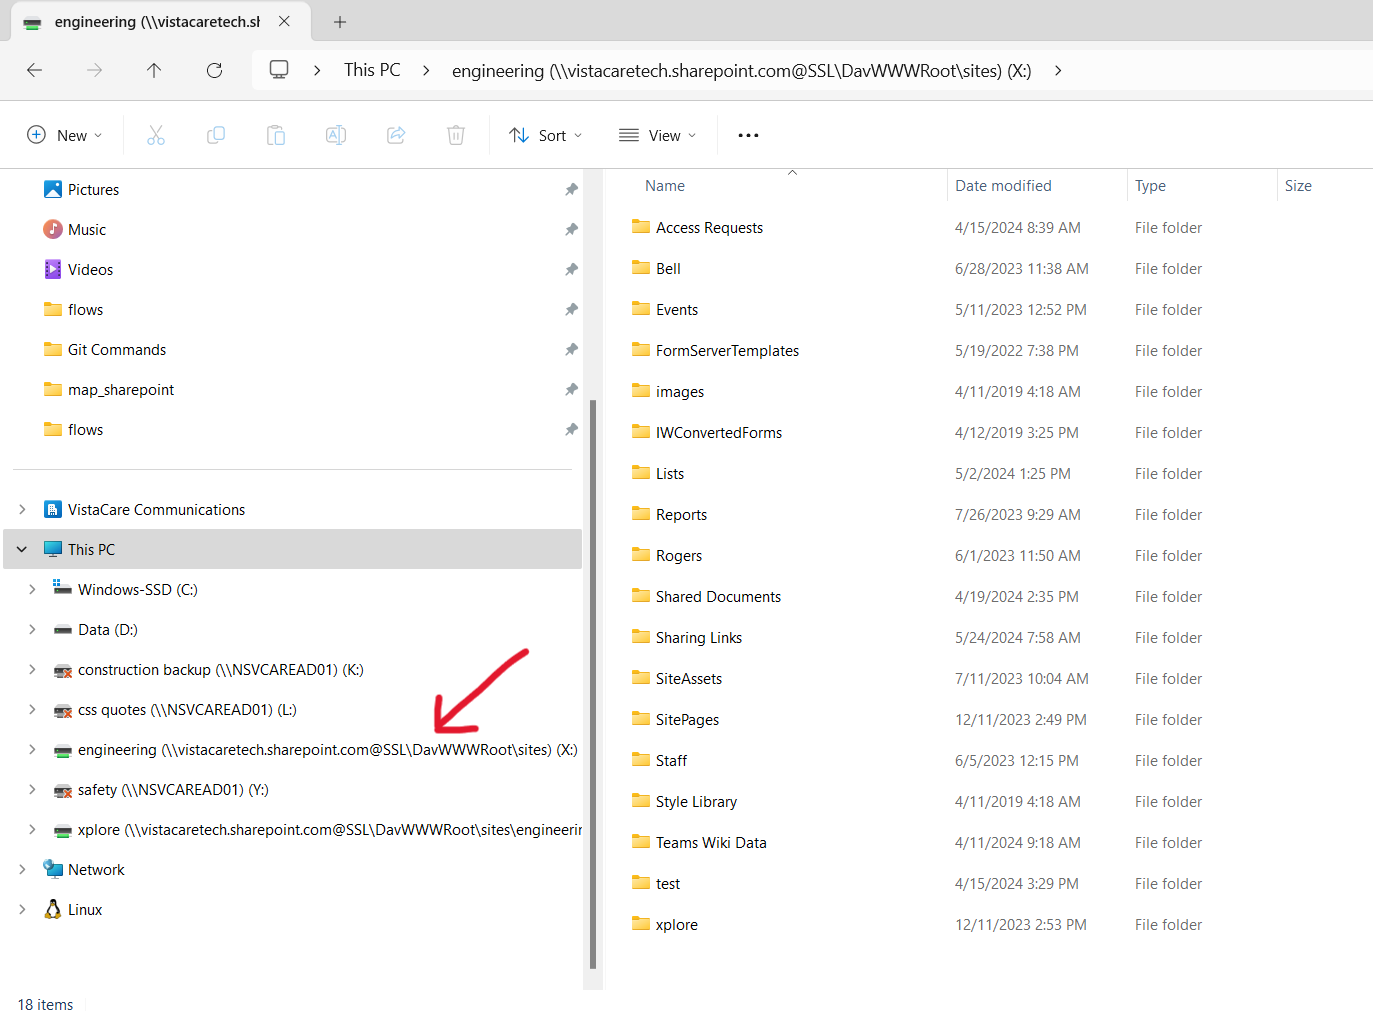 engineering (\\vistacaretech.sl
This PC
engineering (\\vistacaretech.sharepoint.com@SSL\DavWWWRoot\sites) (X:)
New
Sort
View
Name Date modified Type Size
Pictures
Music
Videos
flows
Git Commands
map_sharepoint
flows
VistaCare Communications
This PC
Windows-SSD (C:)
Data (D:)
construction backup (\\NSVCAREAD01) (K:)
css quotes (\\NSVCAREAD01) (L:)
engineering (\\vistacaretech.sharepoint.com@SSL\DavWWWRoot\sites) (X:)
safety (\\NSVCAREAD01) (Y:)
xplore (\\vistacaretech.sharepoint.com@SSL\DavWWWRoot\sites\engineerin
Network
Linux
Access Requests 4/15/2024 8:39 AM File folder
Bell 6/28/2023 11:38 AM File folder
Events 5/11/2023 12:52 PM File folder
FormServerTemplates 5/19/2022 7:38 PM File folder
images 4/11/2019 4:18 AM File folder
IWConvertedForms 4/12/2019 3:25 PM File folder
Lists 5/2/2024 1:25 PM File folder
Reports 7/26/2023 9:29 AM File folder
Rogers 6/1/2023 11:50 AM File folder
Shared Documents 4/19/2024 2:35 PM File folder
Sharing Links 5/24/2024 7:58 AM File folder
SiteAssets 7/11/2023 10:04 AM File folder
SitePages 12/11/2023 2:49 PM File folder
Staff 6/5/2023 12:15 PM File folder
Style Library 4/11/2019 4:18 AM File folder
Teams Wiki Data 4/11/2024 9:18 AM File folder
test 4/15/2024 3:29 PM File folder
xplore 12/11/2023 2:53 PM File folder
18 items